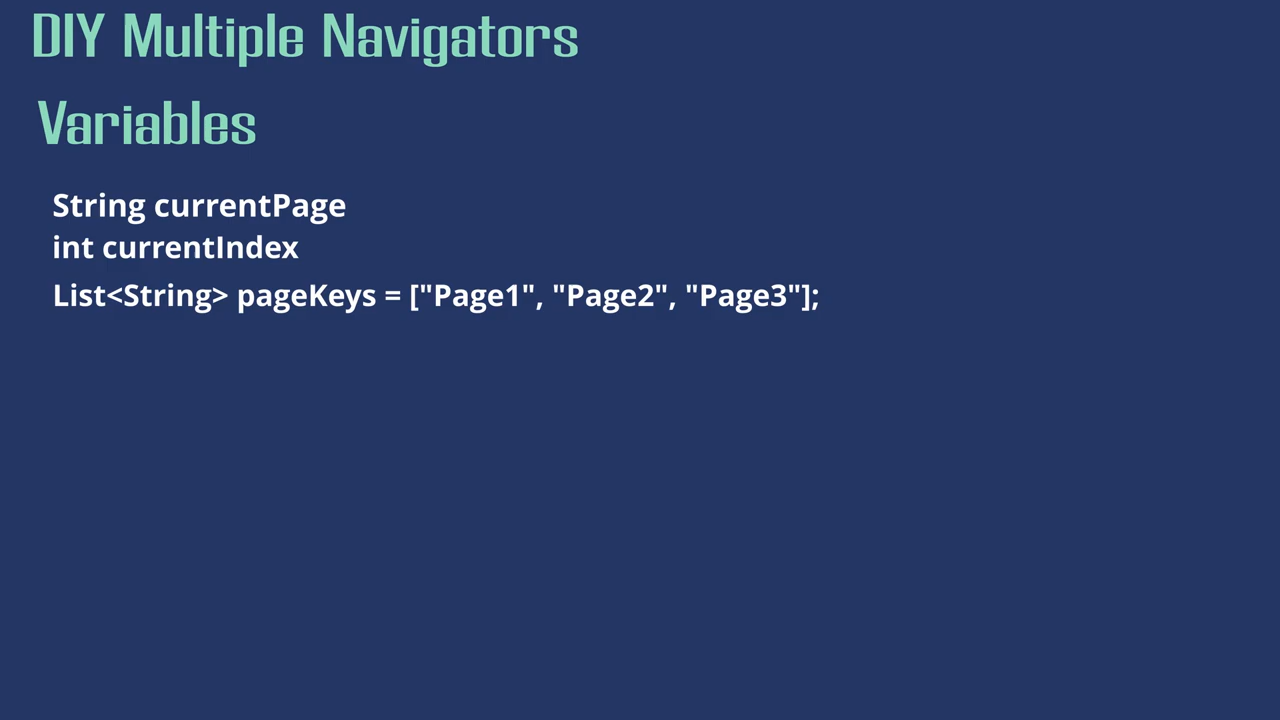 DIY Multiple Navigators
Variables
String currentPage
int currentIndex
List<String> pageKeys = ["Page1", "Page2", "Page3"];